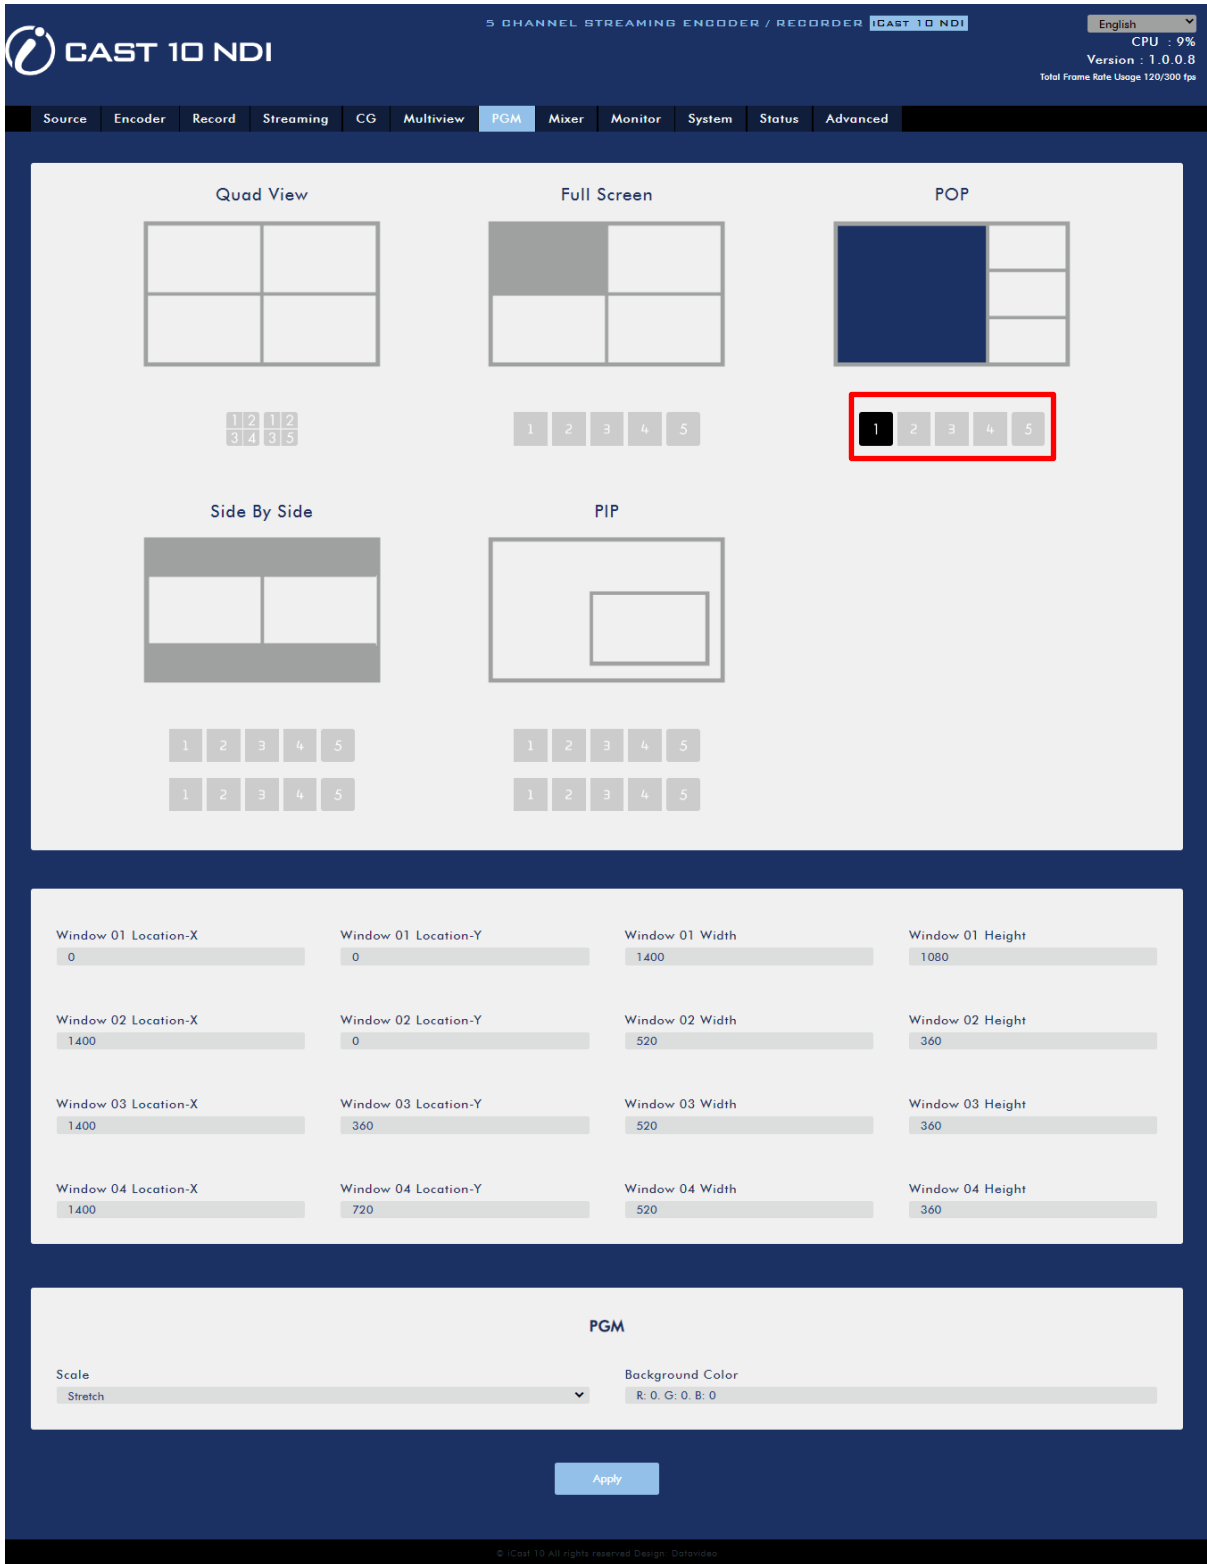 5 CHANNEL STREAMING ENCODER / RECORDER iCAST 10 NDI
English
CPU : 9%
Version : 1.0.0.8
Total Frame Rate Usage 120/300 fps
i CAST 10 NDI
Source Encoder Record Streaming CG Multiview PGM Mixer Monitor System Status Advanced
Quad View Full Screen POP
1 2 1 2
3 4 3 5
1 2 3 4 5
1 2 3 4 5
Side By Side PIP
1 2 3 4 5 1 2 3 4 5
1 2 3 4 5 1 2 3 4 5
Window 01 Location-X Window 01 Location-Y Window 01 Width Window 01 Height
0 0 1400 1080
Window 02 Location-X Window 02 Location-Y Window 02 Width Window 02 Height
1400 0 520 360
Window 03 Location-X Window 03 Location-Y Window 03 Width Window 03 Height
1400 360 520 360
Window 04 Location-X Window 04 Location-Y Window 04 Width Window 04 Height
1400 720 520 360
PGM
Scale Background Color
Stretch R: 0. G: 0. B: 0
Apply
© iCast 10 All rights reserved Design: Datavideo